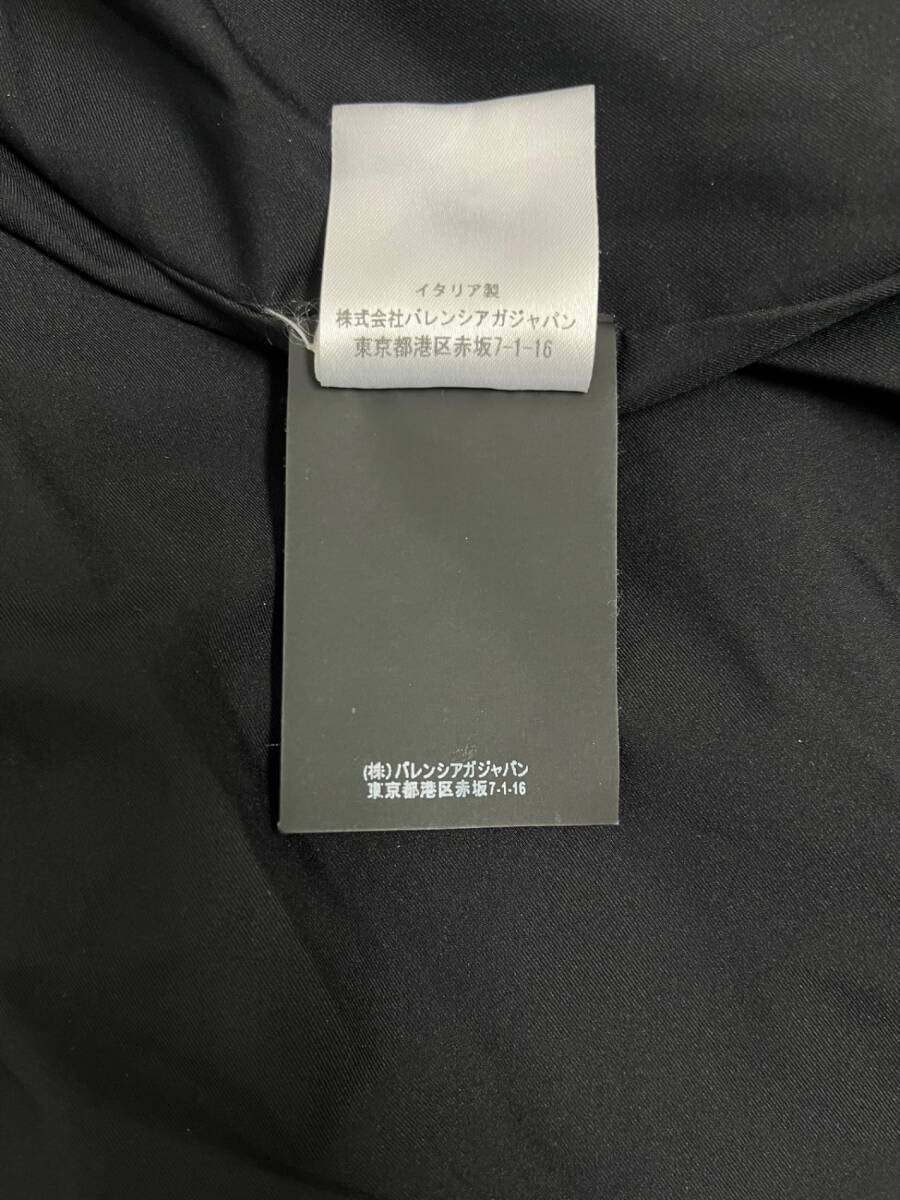 イタリア製
株式会社バレンシアガジャパン
東京都港区赤坂7-1-16
(株)バレンシアガジャパン
東京都港区赤坂7-1-16